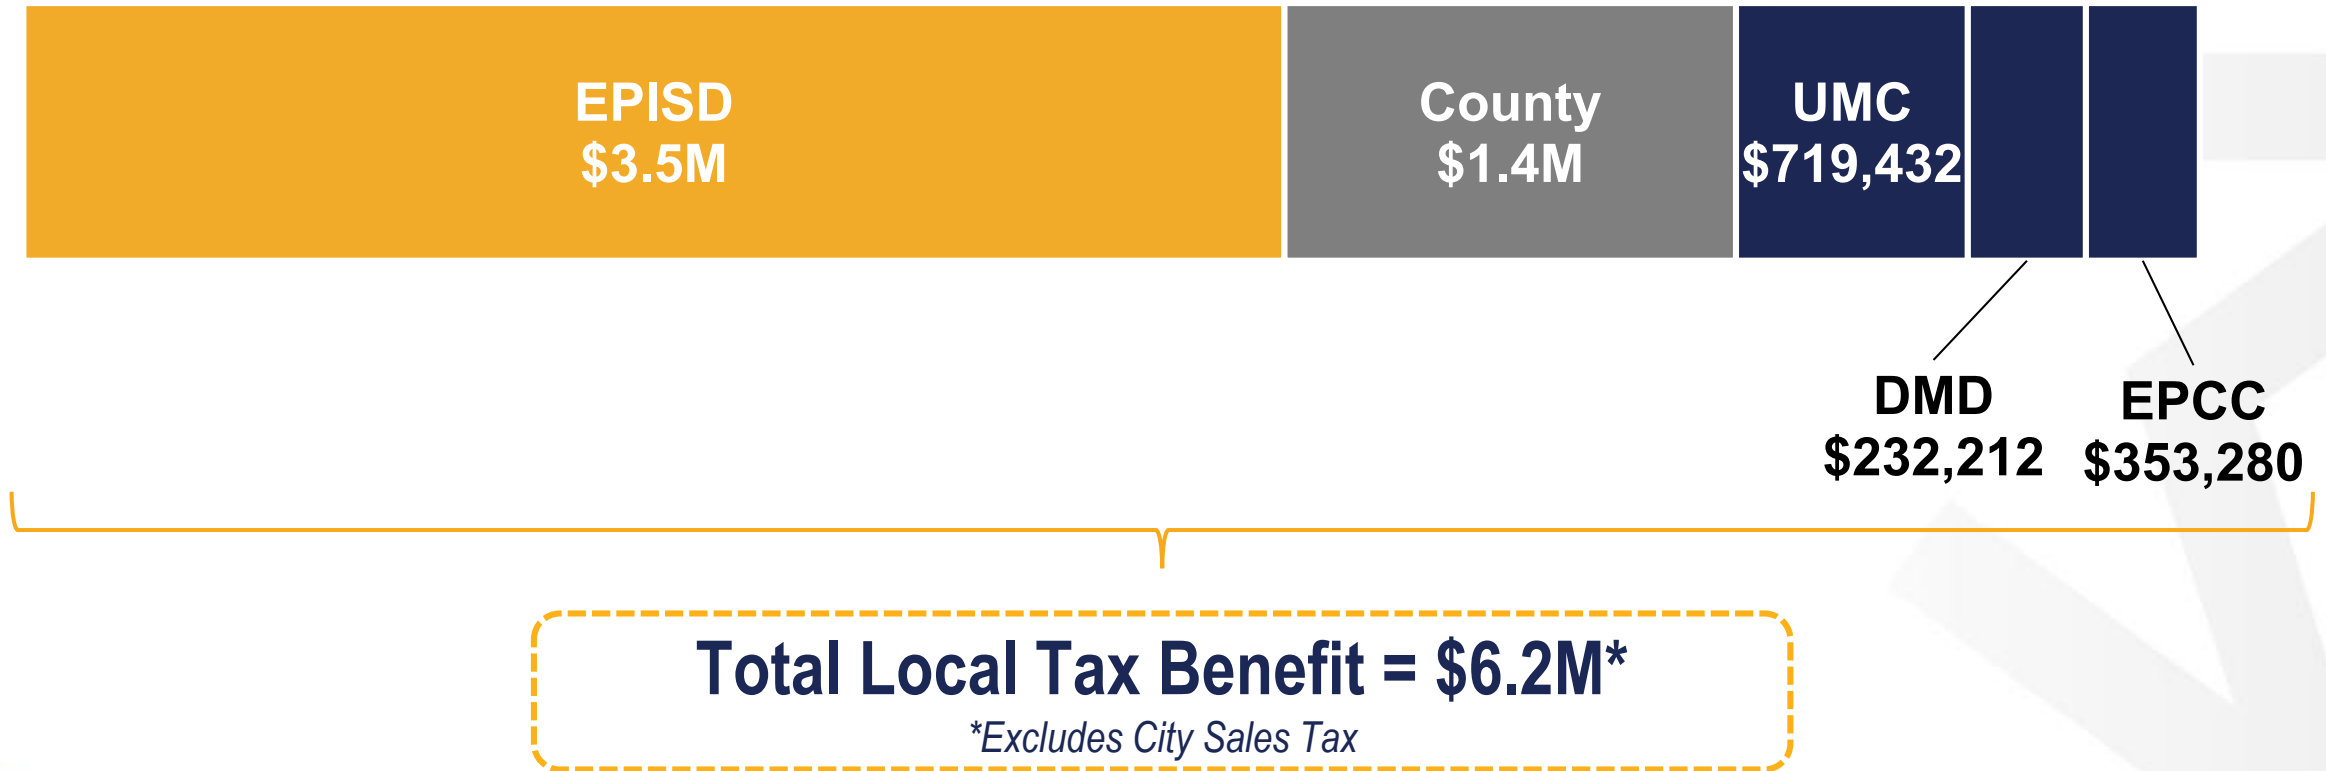 EPISD
$3.5M
County
$1.4M
UMC
$719,432
DMD
$232,212
EPCC
$353,280
Total Local Tax Benefit = $6.2M*
*Excludes City Sales Tax